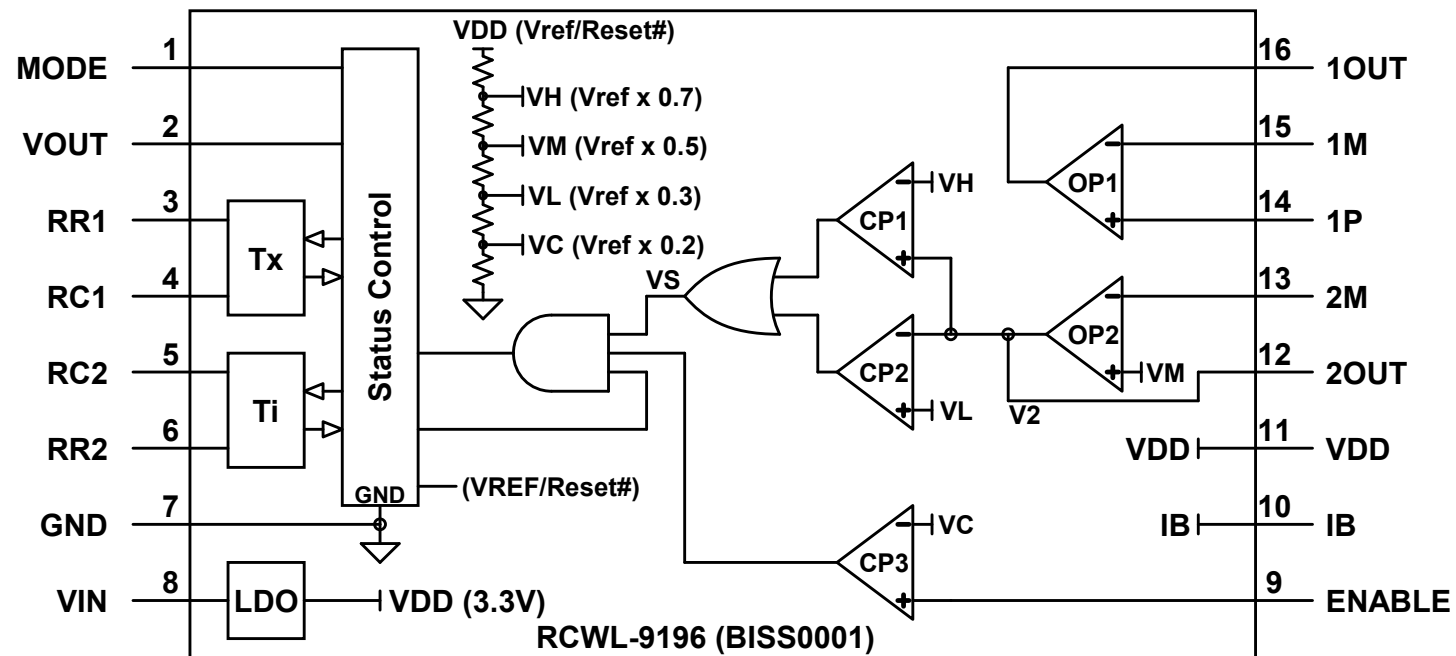 MODE 1
VOUT 2
RR1 3
RC1 4
RC2 5
RR2 6
GND 7
VIN 8
Tx
Ti
LDO
Status Control
GND
VDD (Vref/Reset#)
VH (Vref x 0.7)
VM (Vref x 0.5)
VL (Vref x 0.3)
VC (Vref x 0.2)
(VREF/Reset#)
VDD (3.3V)
VS
CP1
VH
CP2
VL
CP3
VC
OP1
OP2
VM
V2
VDD
IB
16 1OUT
15 1M
14 1P
13 2M
12 2OUT
11 VDD
10 IB
9 ENABLE
- 
+
-
+
-
+
-
+
-
+
RCWL-9196 (BISS0001)